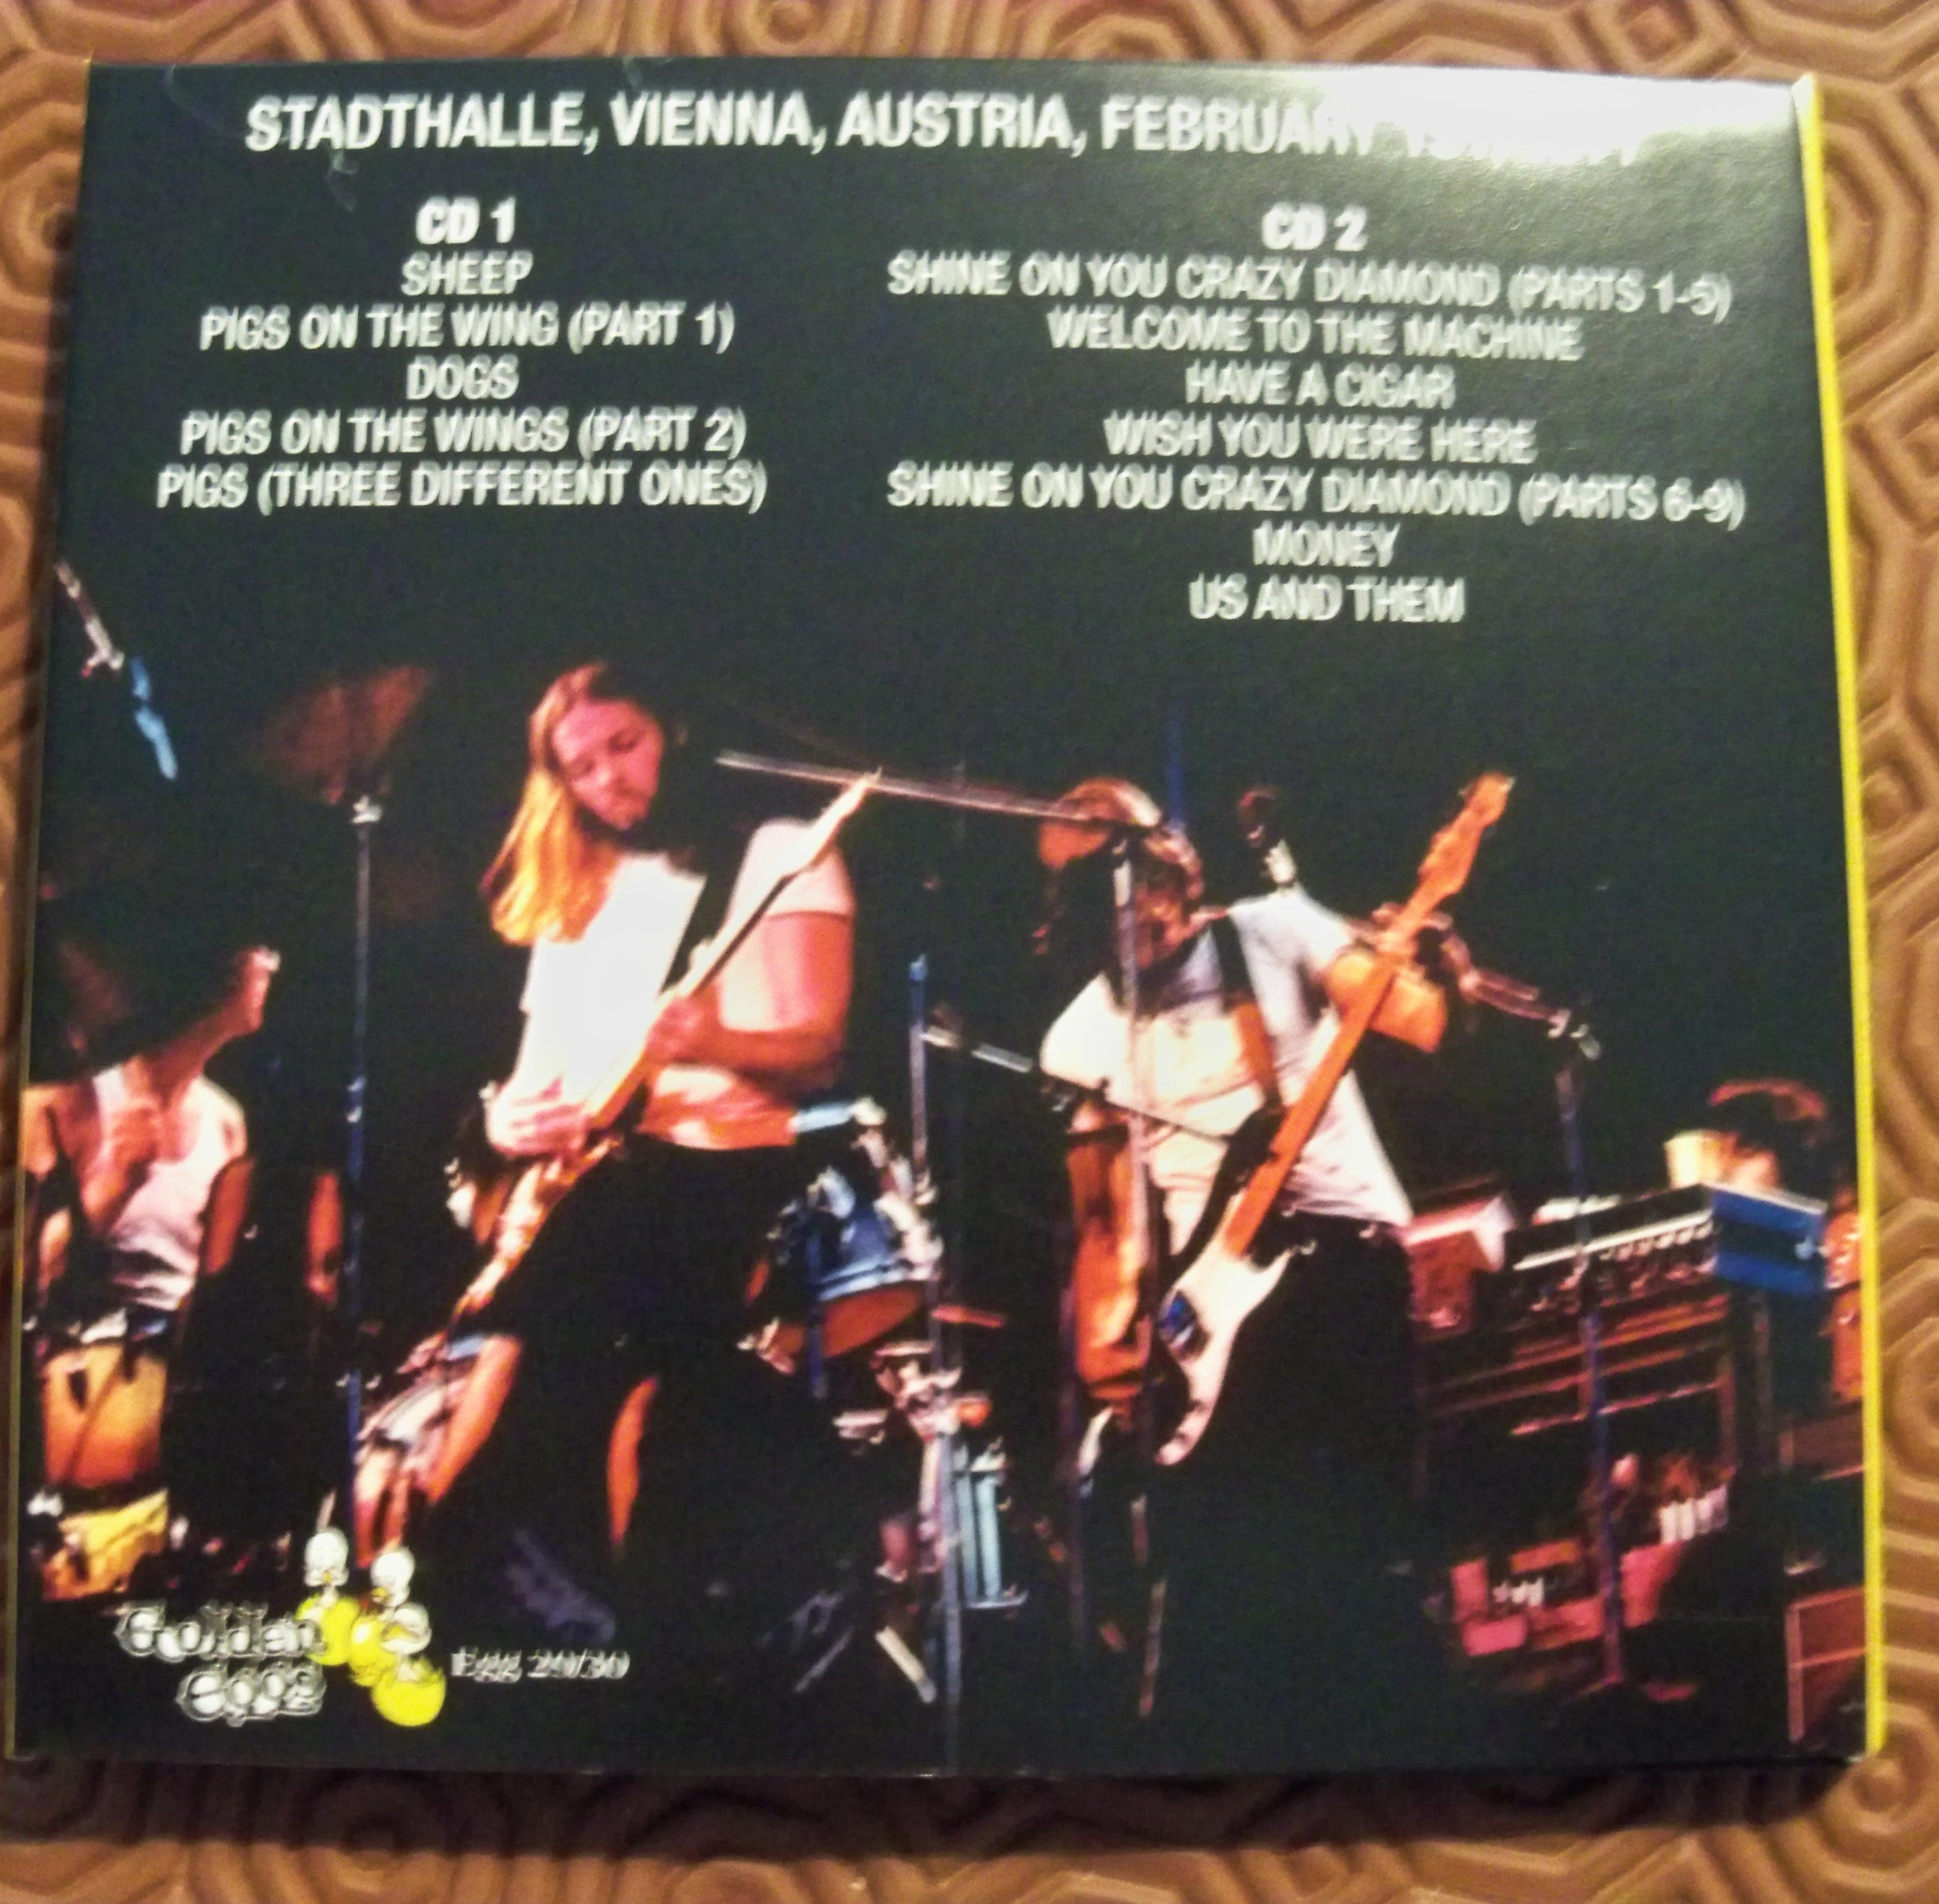 STADTHALLE, VIENNA, AUSTRIA, FEBRUARY
CD 1
SHEEP
PIGS ON THE WING (PART 1)
DOGS
PIGS ON THE WINGS (PART 2)
PIGS (THREE DIFFERENT ONES)
CD 2
SHINE ON YOU CRAZY DIAMOND (PARTS 1-5)
WELCOME TO THE MACHINE
HAVE A CIGAR
WISH YOU WERE HERE
SHINE ON YOU CRAZY DIAMOND (PARTS 6-9)
MONEY
US AND THEM
Golden
eggs
Egg 29/30